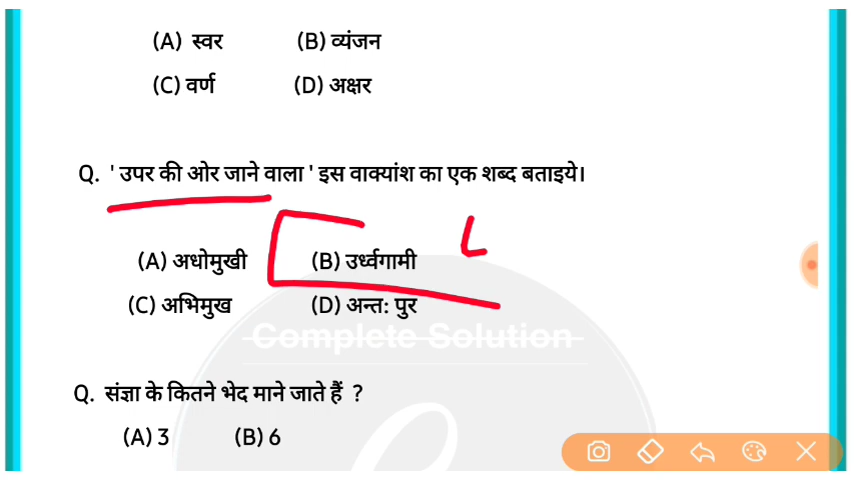 (A) स्वर (B) व्यंजन
(C) वर्ण (D) अक्षर
Q. ' उपर की ओर जाने वाला ' इस वाक्यांश का एक शब्द बताइये।
(A) अधोमुखी (B) उर्ध्वगामी
(C) अभिमुख (D) अन्त: पुर
Complete Solution
Q. संज्ञा के कितने भेद माने जाते हैं ?
(A) 3 (B) 6